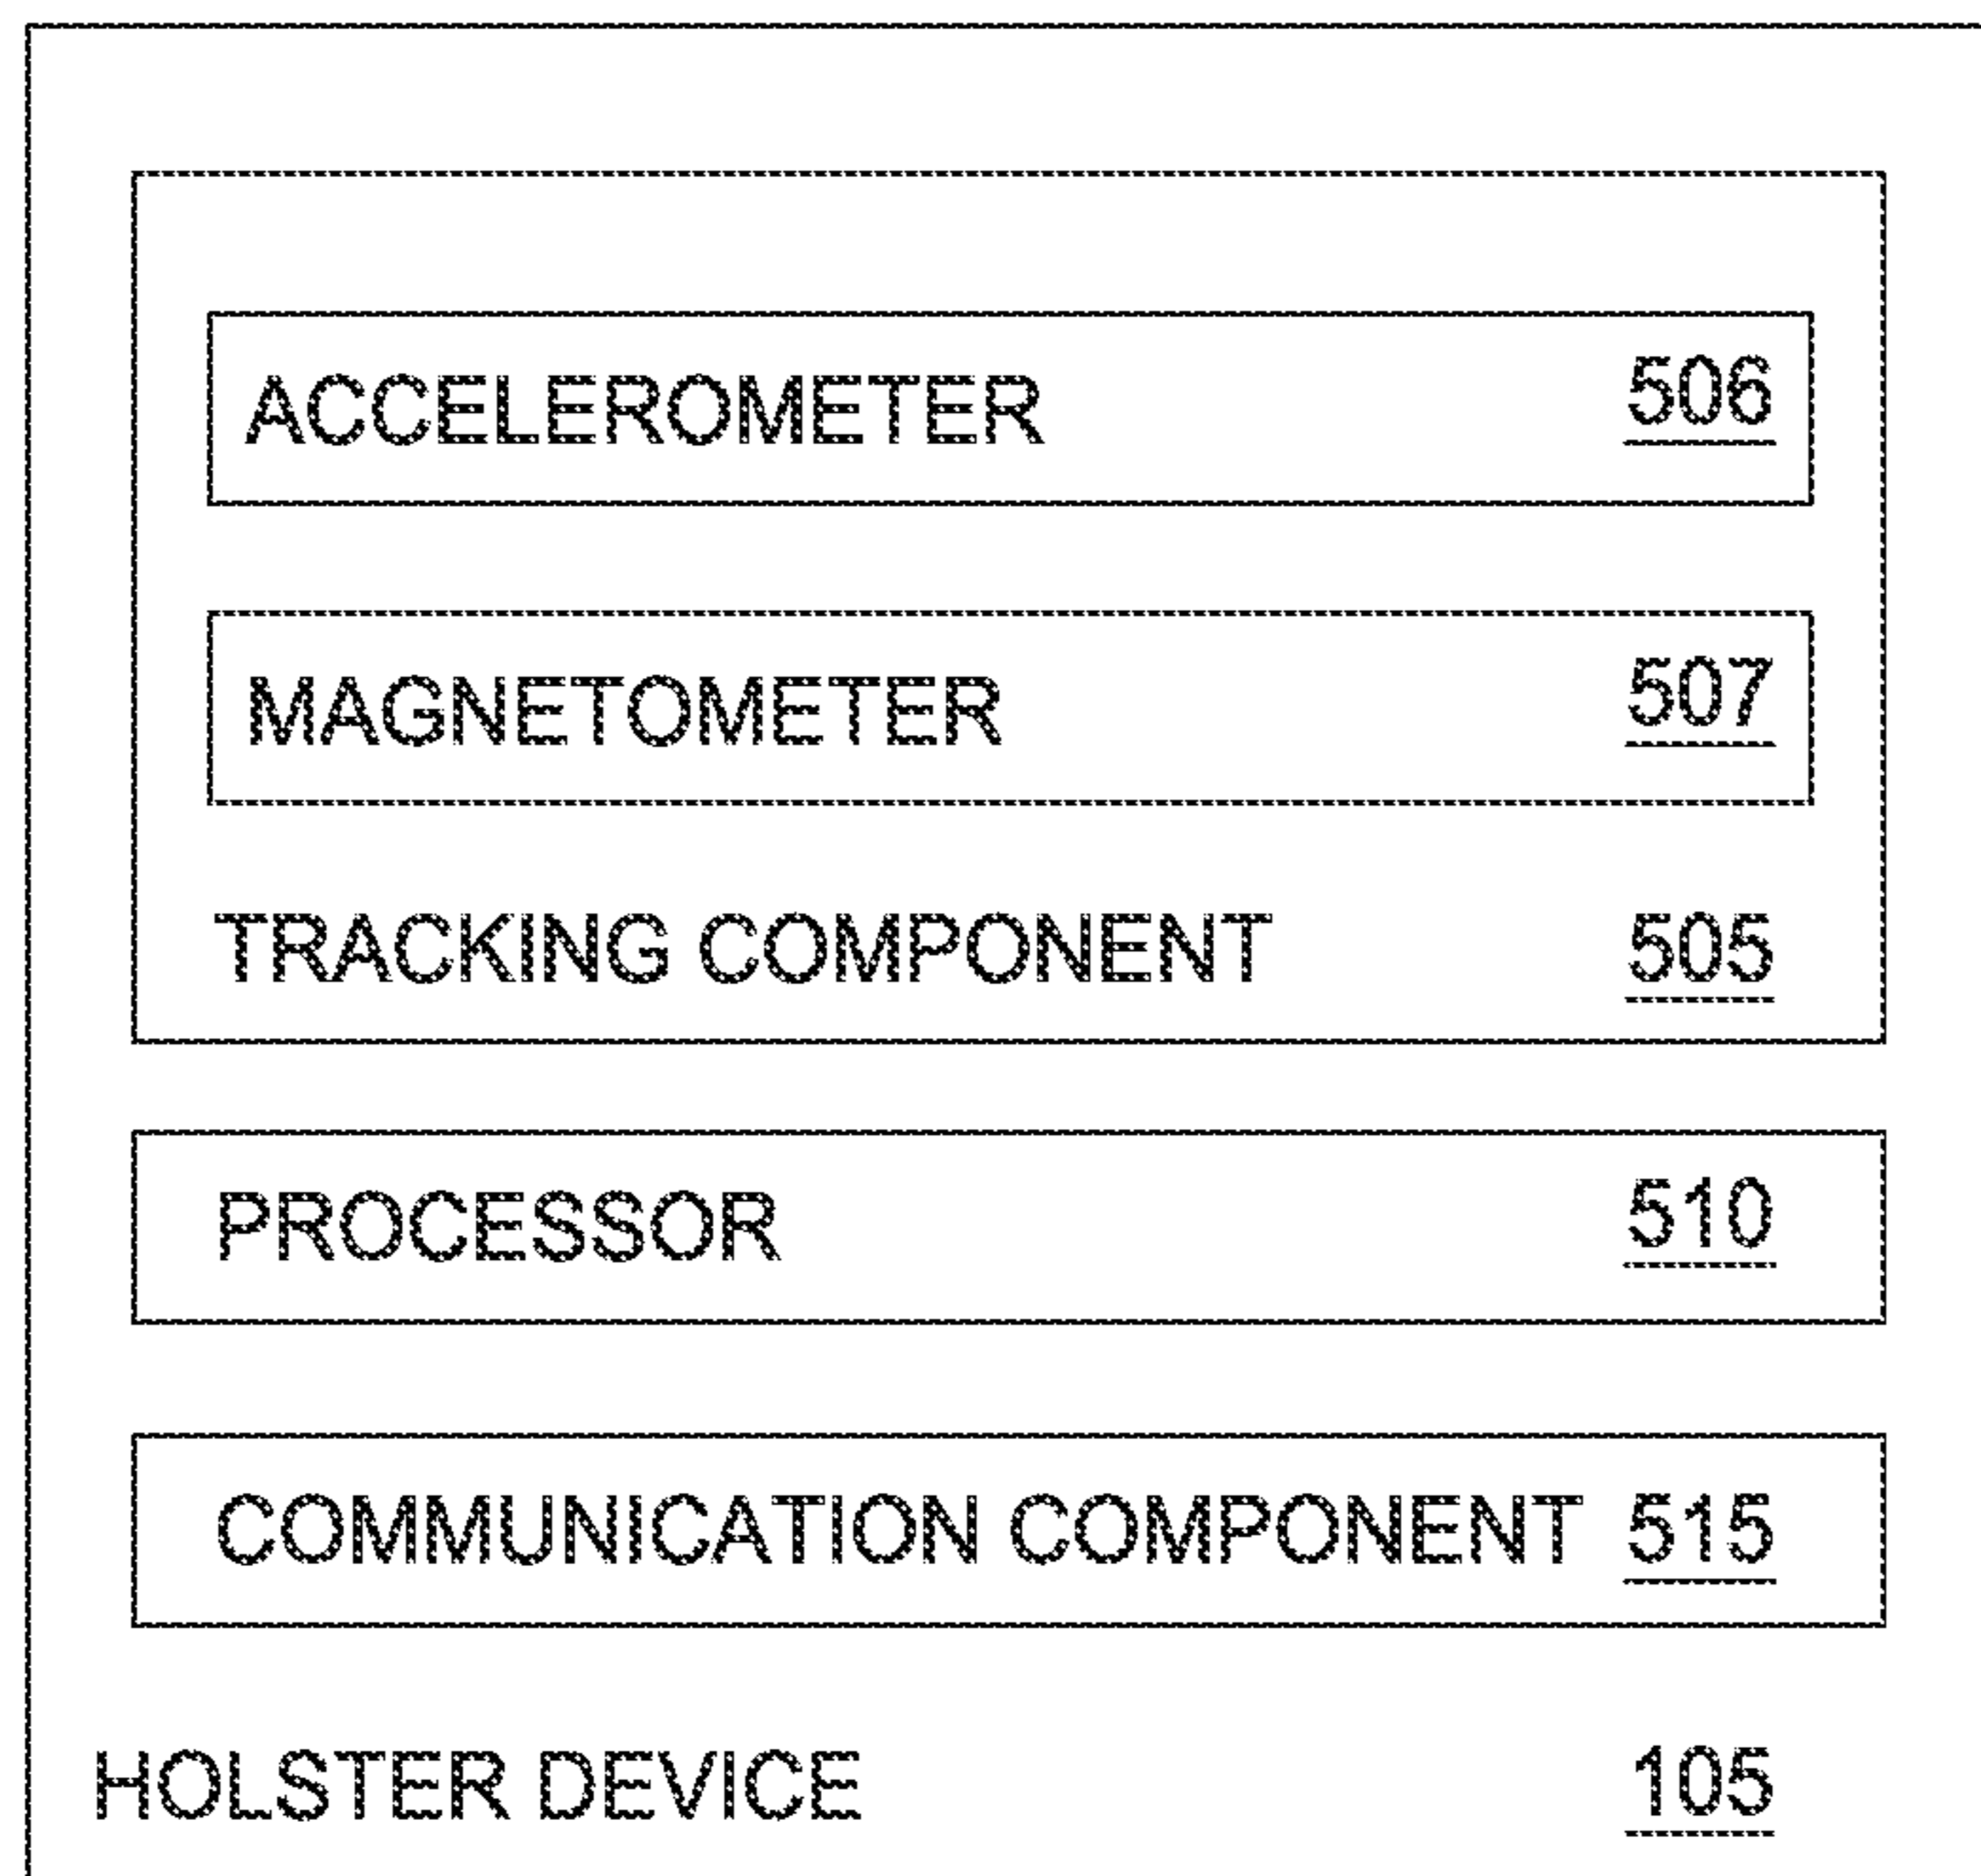 ACCELEROMETER 506
MAGNETOMETER 507
TRACKING COMPONENT 505
PROCESSOR 510
COMMUNICATION COMPONENT 515
HOLSTER DEVICE 105